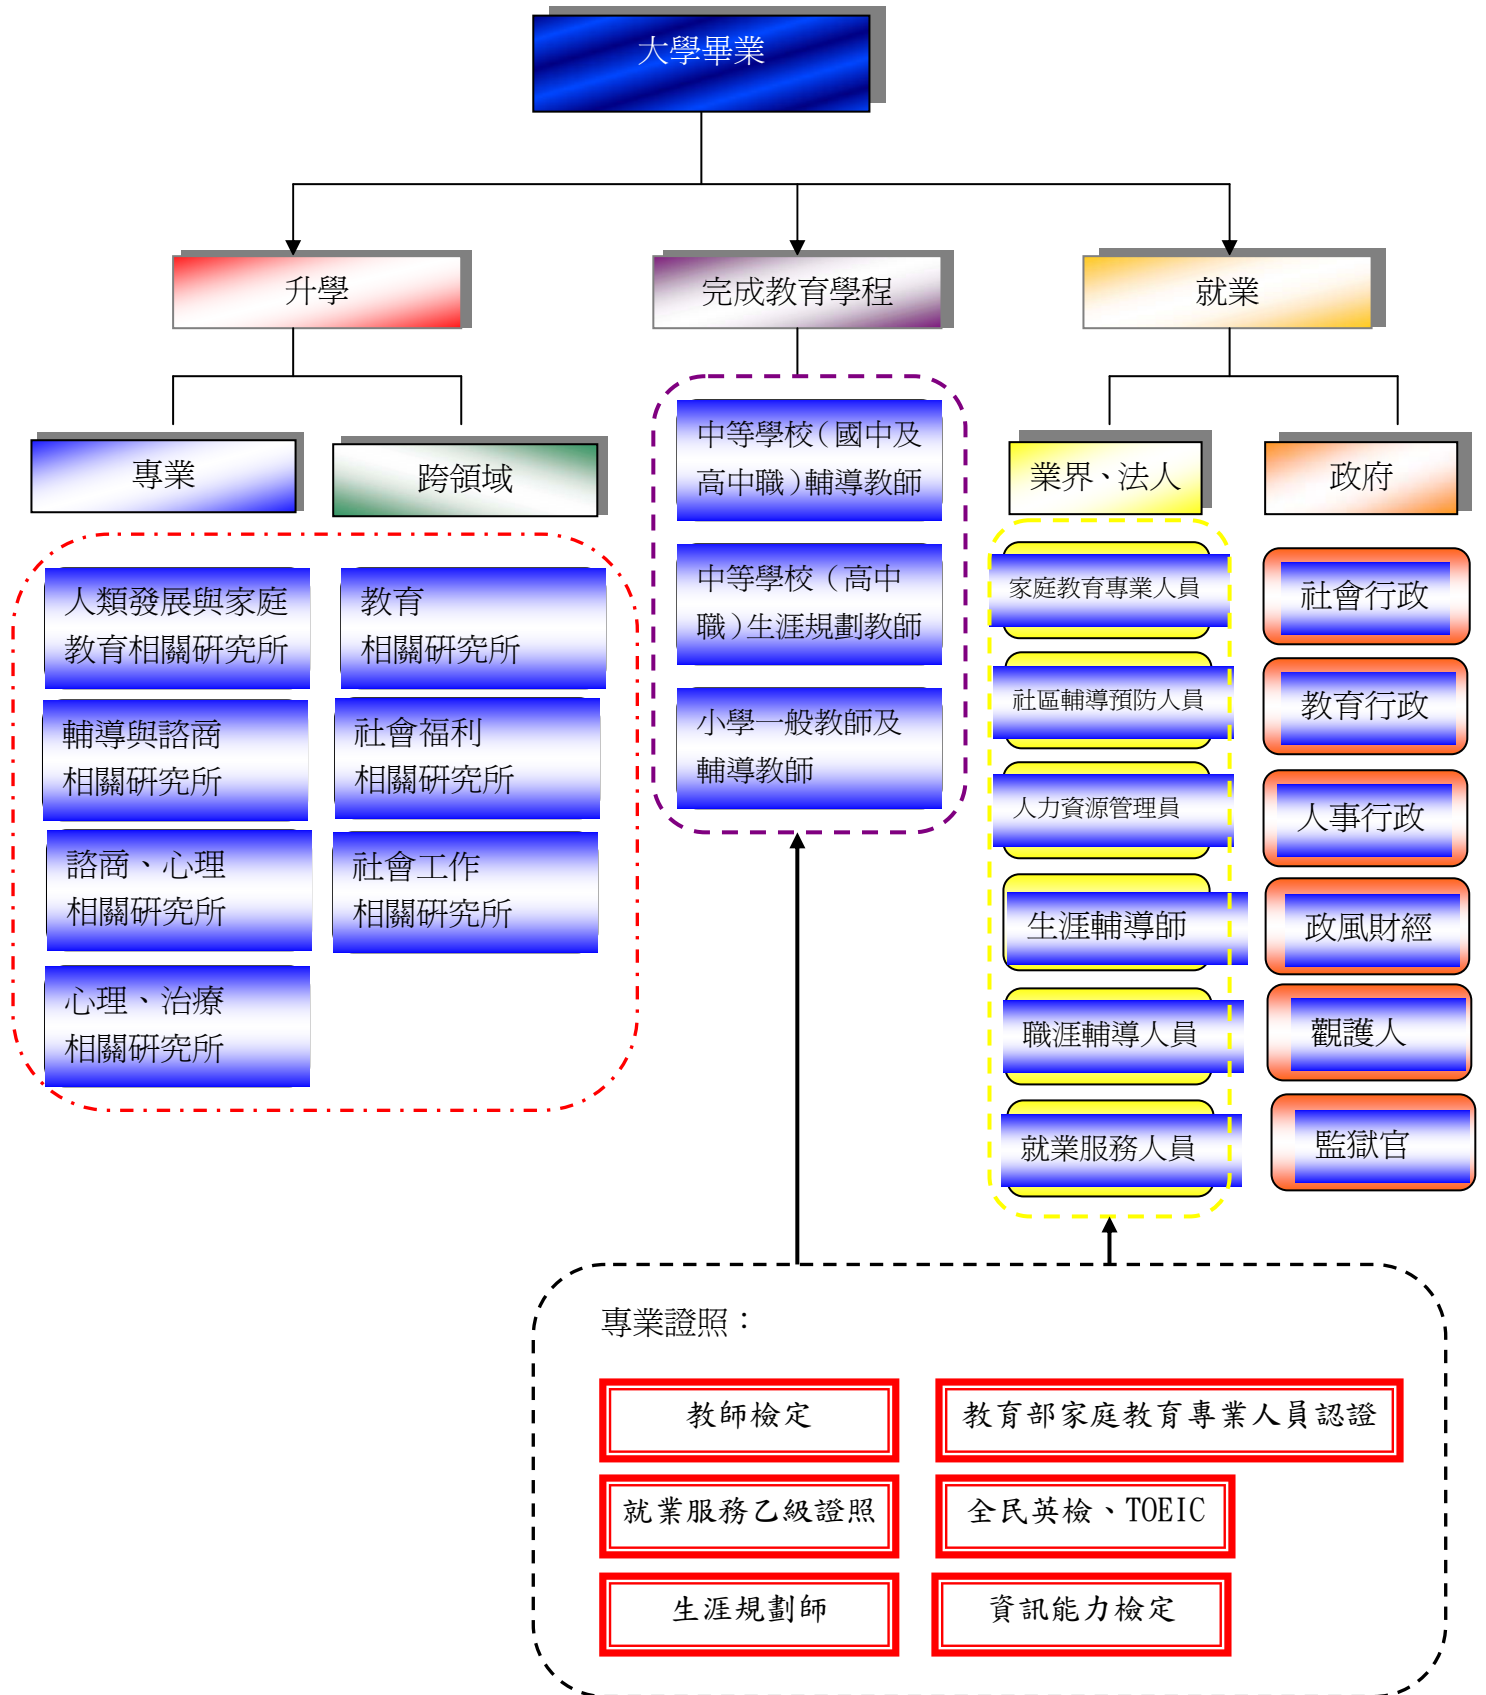 大學畢業
升學
完成教育學程
就業
專業
跨領域
業界、法人
政府
人類發展與家庭
教育相關研究所
輔導與諮商
相關研究所
諮商、心理
相關研究所
心理、治療
相關研究所
教育
相關研究所
社會福利
相關研究所
社會工作
相關研究所
中等學校(國中及
高中職)輔導教師
中等學校(高中
職)生涯規劃教師
小學一般教師及
輔導教師
家庭教育專業人員
社區輔導預防人員
人力資源管理員
生涯輔導師
職涯輔導人員
就業服務人員
社會行政
教育行政
人事行政
政風財經
觀護人
監獄官
專業證照：
教師檢定
教育部家庭教育專業人員認證
就業服務乙級證照
全民英檢、TOEIC
生涯規劃師
資訊能力檢定